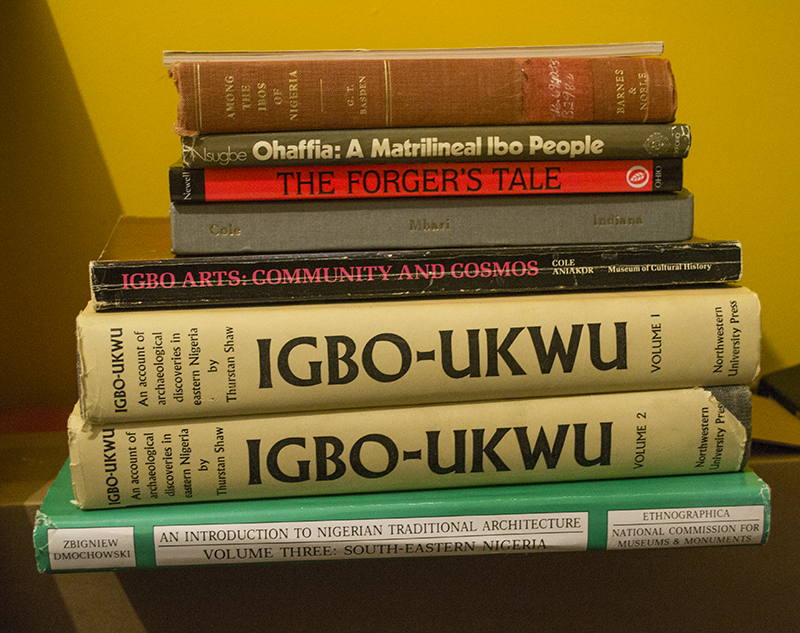 AMONG
THE
IBOS
OF
NIGERIA
G. T.
BASDEN
BARNES
&
NOBLE
Nsugbe Ohaffia: A Matrilineal Ibo People
Newell THE FORGER'S TALE OHIO
Cole Mbari Indiana
IGBO ARTS: COMMUNITY AND COSMOS
COLE
ANIAKOR
Museum of Cultural History
IGBO-UKWU
An account of
archaeological
discoveries in
eastern Nigeria
by
Thurstan Shaw
IGBO-UKWU
VOLUME 1
Northwestern
University Press
IGBO-UKWU
An account of
archaeological
discoveries in
eastern Nigeria
by
Thurstan Shaw
IGBO-UKWU
VOLUME 2
Northwestern
University Press
ZBIGNIEW
DMOCHOWSKI
AN INTRODUCTION TO NIGERIAN TRADITIONAL ARCHITECTURE
VOLUME THREE: SOUTH-EASTERN NIGERIA
ETHNOGRAPHICA
NATIONAL COMMISSION FOR
MUSEUMS & MONUMENTS